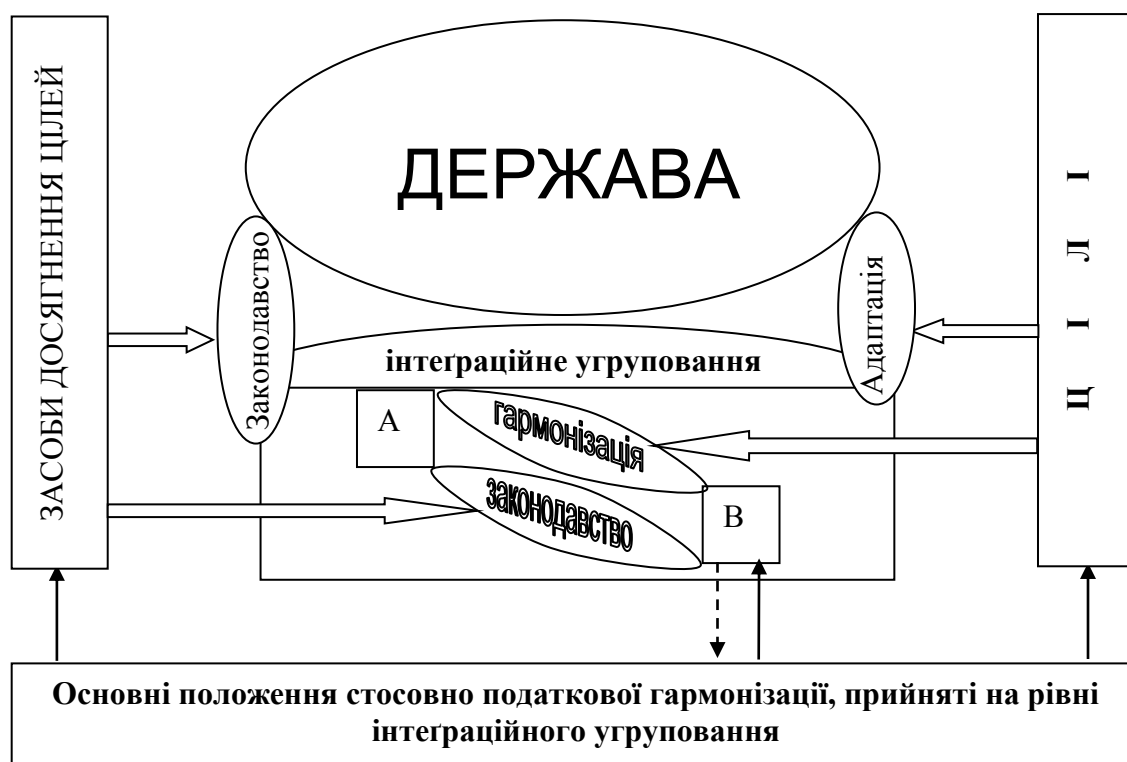 ЗАСОБИ ДОСЯГНЕННЯ ЦІЛЕЙ
ДЕРЖАВА
Ц І Л І
Законодавство
Адаптація
інтеґраційне угруповання
А
гармонізація
законодавство
В
Основні положення стосовно податкової гармонізації, прийняті на рівні
інтеґраційного угруповання